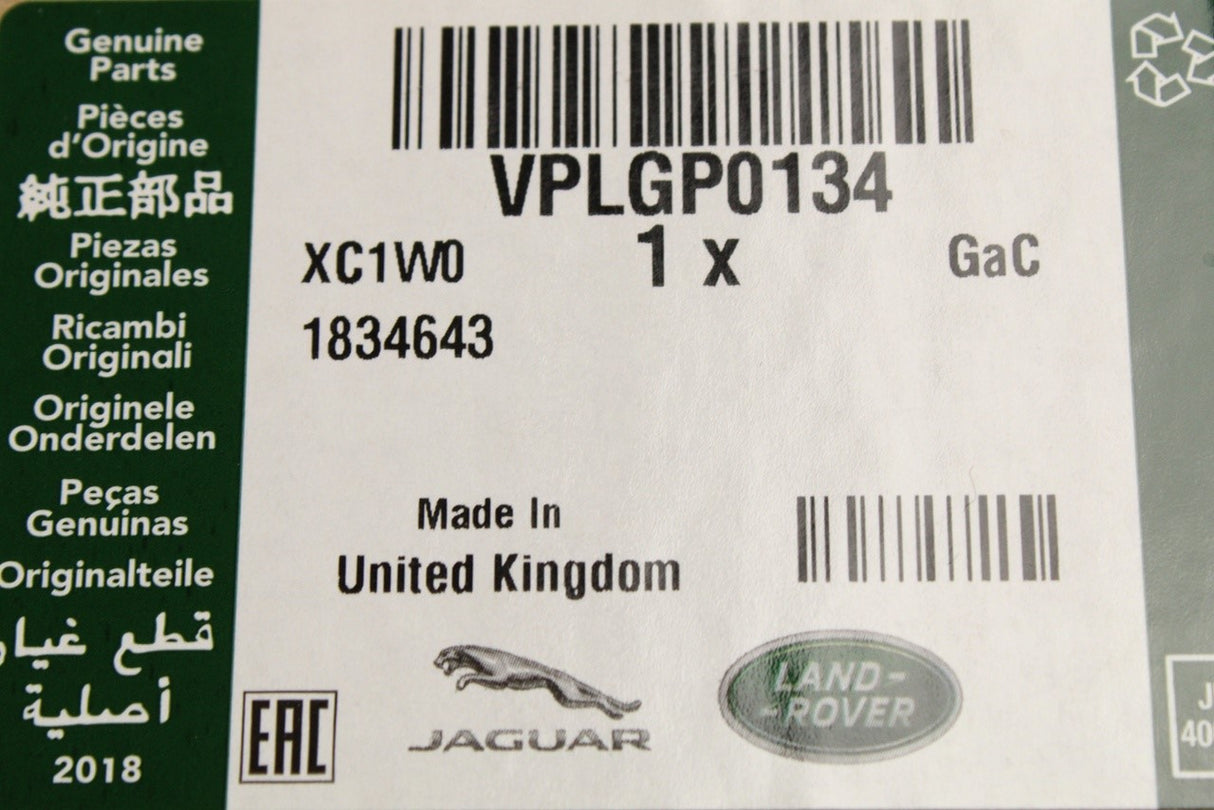 Genuine
Parts
Pièces
d'Origine
純正部品
Piezas
Originales
Ricambi
Originali
Originele
Onderdelen
Peças
Genuinas
Originalteile
قطع غيار
أصلية
2018
VPLGP0134
XC1W0 1 x GaC
1834643
Made In
United Kingdom
EAC
JAGUAR
LAND-
-ROVER